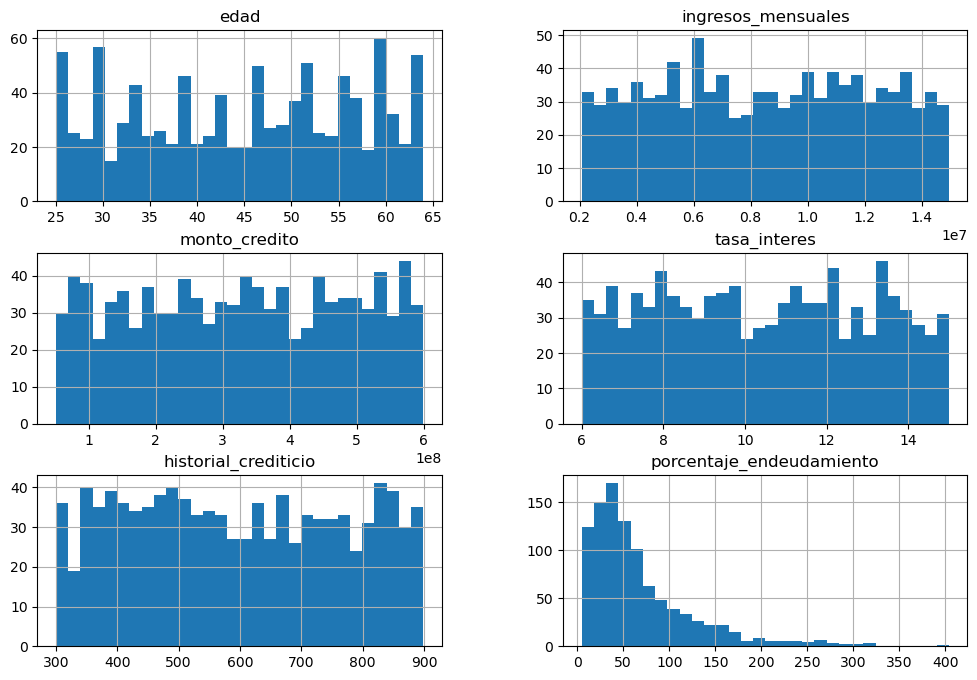 edad
60
40
20
0
25 30 35 40 45 50 55 60 65
ingresos_mensuales
50
40
30
20
10
0
0.2 0.4 0.6 0.8 1.0 1.2 1.4
1e7
monto_credito
40
30
20
10
0
1 2 3 4 5 6
1e8
tasa_interes
40
30
20
10
0
6 8 10 12 14
historial_crediticio
40
30
20
10
0
300 400 500 600 700 800 900
porcentaje_endeudamiento
150
100
50
0
0 50 100 150 200 250 300 350 400